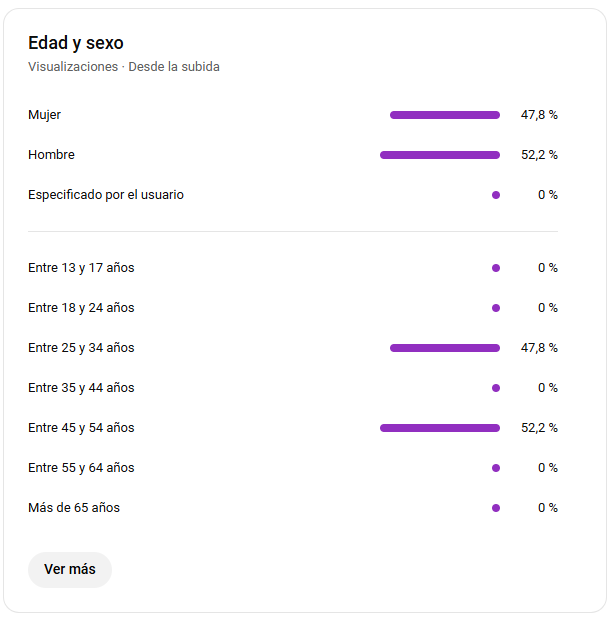 Edad y sexo
Visualizaciones · Desde la subida
Mujer 47,8 %
Hombre 52,2 %
Especificado por el usuario 0 %
Entre 13 y 17 años 0 %
Entre 18 y 24 años 0 %
Entre 25 y 34 años 47,8 %
Entre 35 y 44 años 0 %
Entre 45 y 54 años 52,2 %
Entre 55 y 64 años 0 %
Más de 65 años 0 %
Ver más